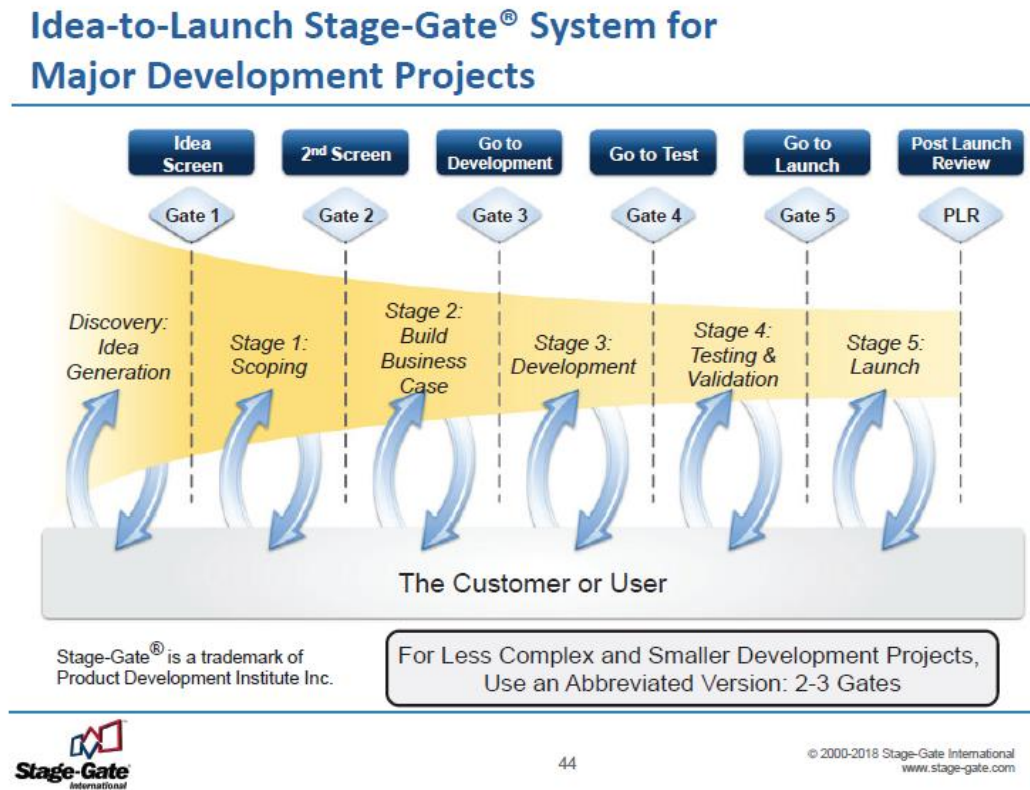 Idea-to-Launch Stage-Gate® System for
Major Development Projects
Idea
Screen
2nd Screen
Go to
Development
Go to Test
Go to
Launch
Post Launch
Review
Gate 1
Gate 2
Gate 3
Gate 4
Gate 5
PLR
Discovery:
Idea
Generation
Stage 1:
Scoping
Stage 2:
Build
Business
Case
Stage 3:
Development
Stage 4:
Testing &
Validation
Stage 5:
Launch
The Customer or User
Stage-Gate® is a trademark of
Product Development Institute Inc.
For Less Complex and Smaller Development Projects,
Use an Abbreviated Version: 2-3 Gates
Stage-Gate
International
44
© 2000-2018 Stage-Gate International
www.stage-gate.com